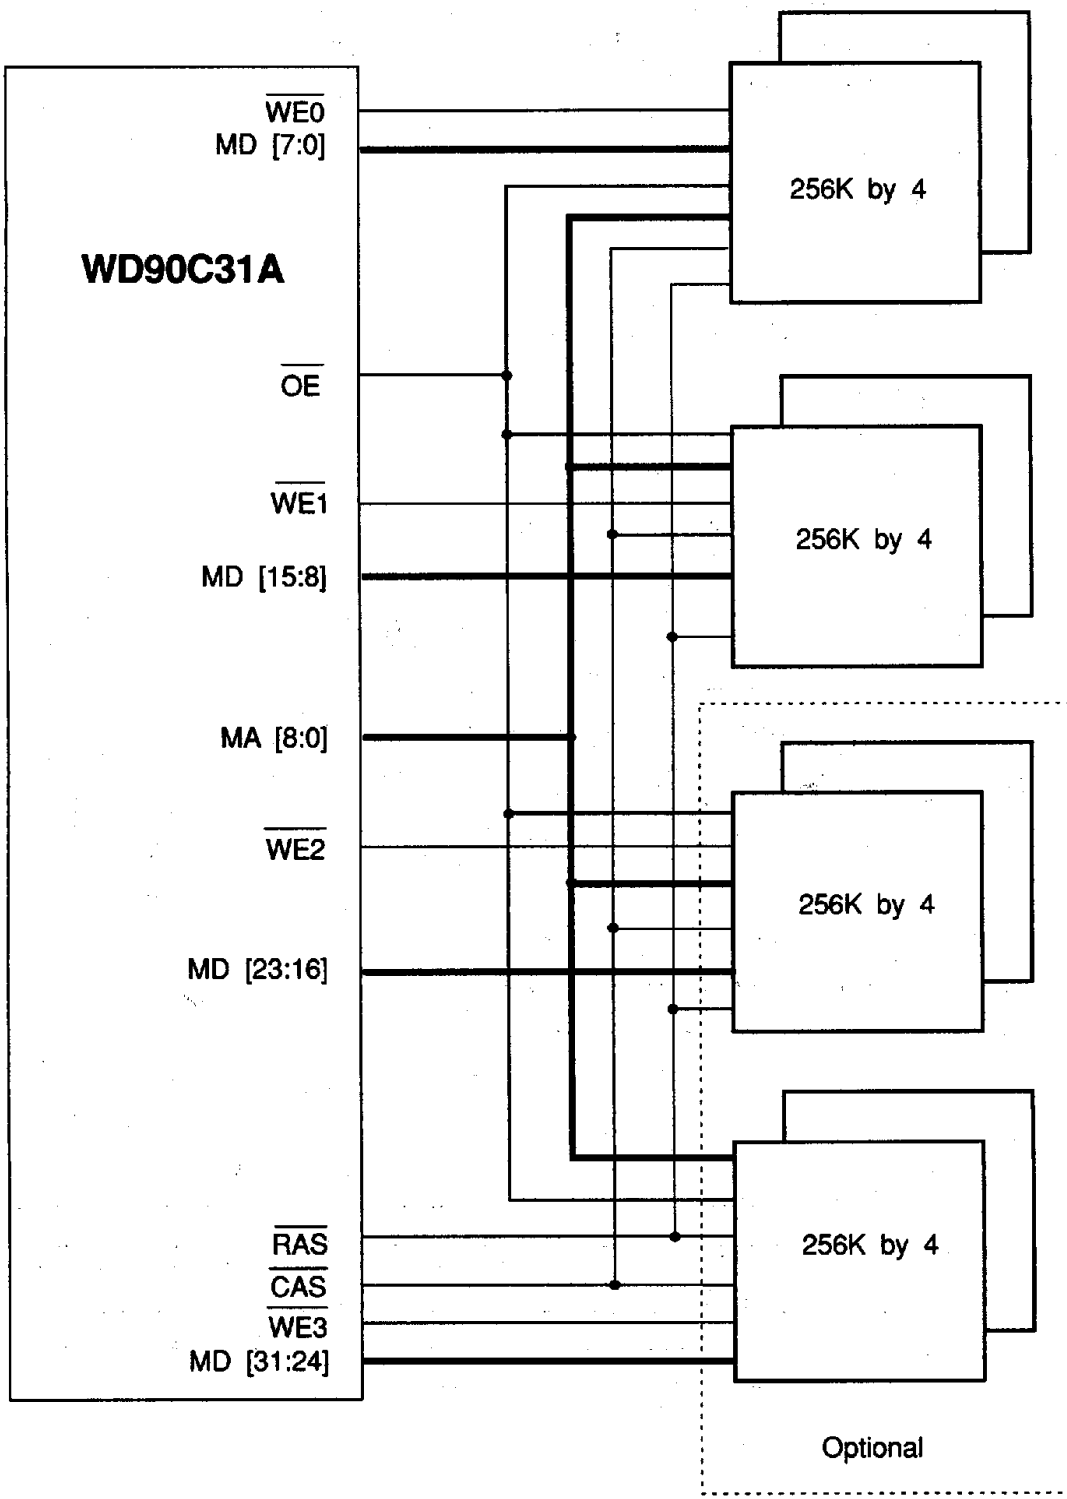 WE0
MD [7:0]
256K by 4
WD90C31A
OE
WE1
256K by 4
MD [15:8]
MA [8:0]
WE2
256K by 4
MD [23:16]
RAS
256K by 4
CAS
WE3
MD [31:24]
Optional